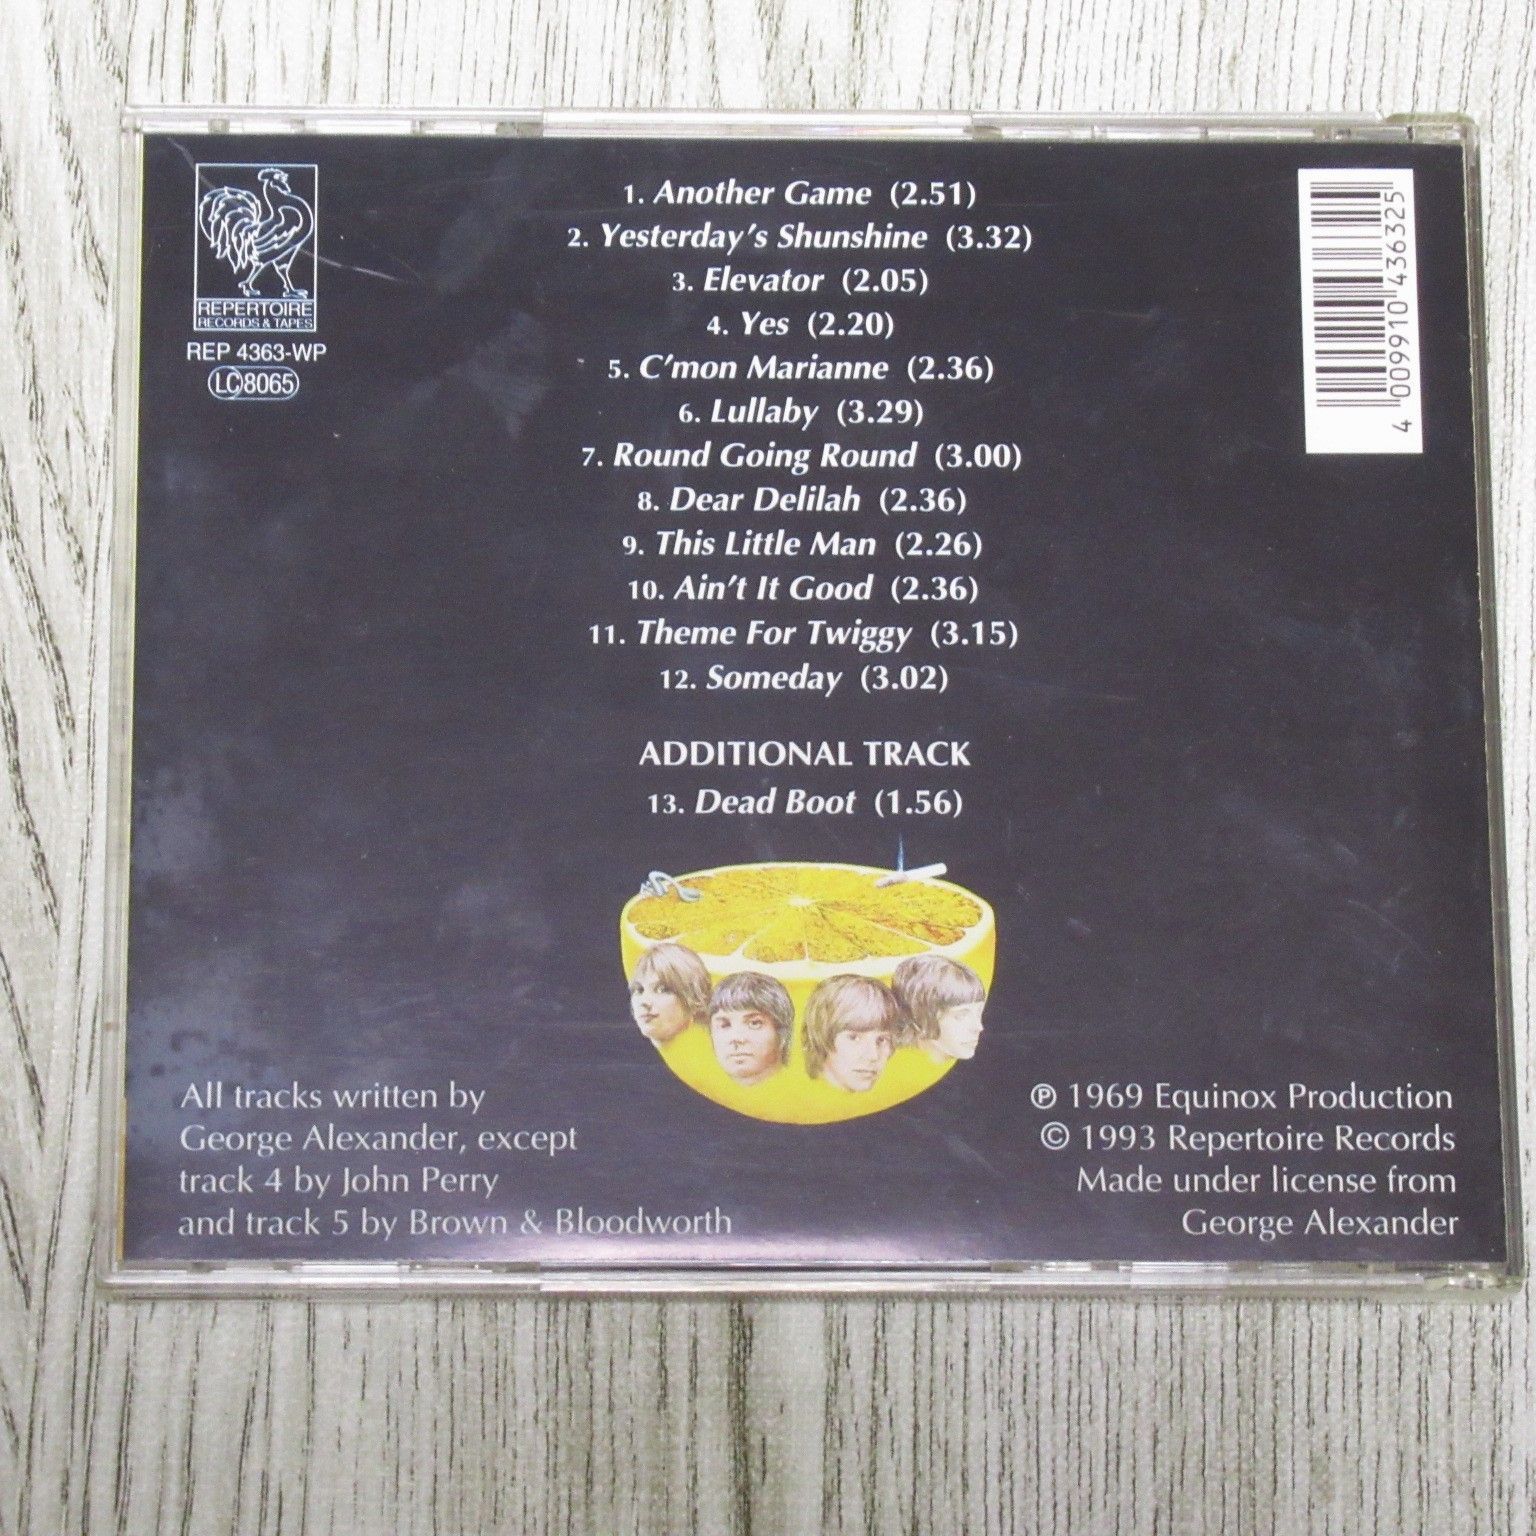 REPERTOIRE
RECORDS & TAPES
REP 4363-WP
LC8065
1. Another Game (2.51)
2. Yesterday's Shunshine (3.32)
3. Elevator (2.05)
4. Yes (2.20)
5. C'mon Marianne (2.36)
6. Lullaby (3.29)
7. Round Going Round (3.00)
8. Dear Delilah (2.36)
9. This Little Man (2.26)
10. Ain't It Good (2.36)
11. Theme For Twiggy (3.15)
12. Someday (3.02)
ADDITIONAL TRACK
13. Dead Boot (1.56)
4 009910 436325
All tracks written by
George Alexander, except
track 4 by John Perry
and track 5 by Brown & Bloodworth
℗ 1969 Equinox Production
© 1993 Repertoire Records
Made under license from
George Alexander